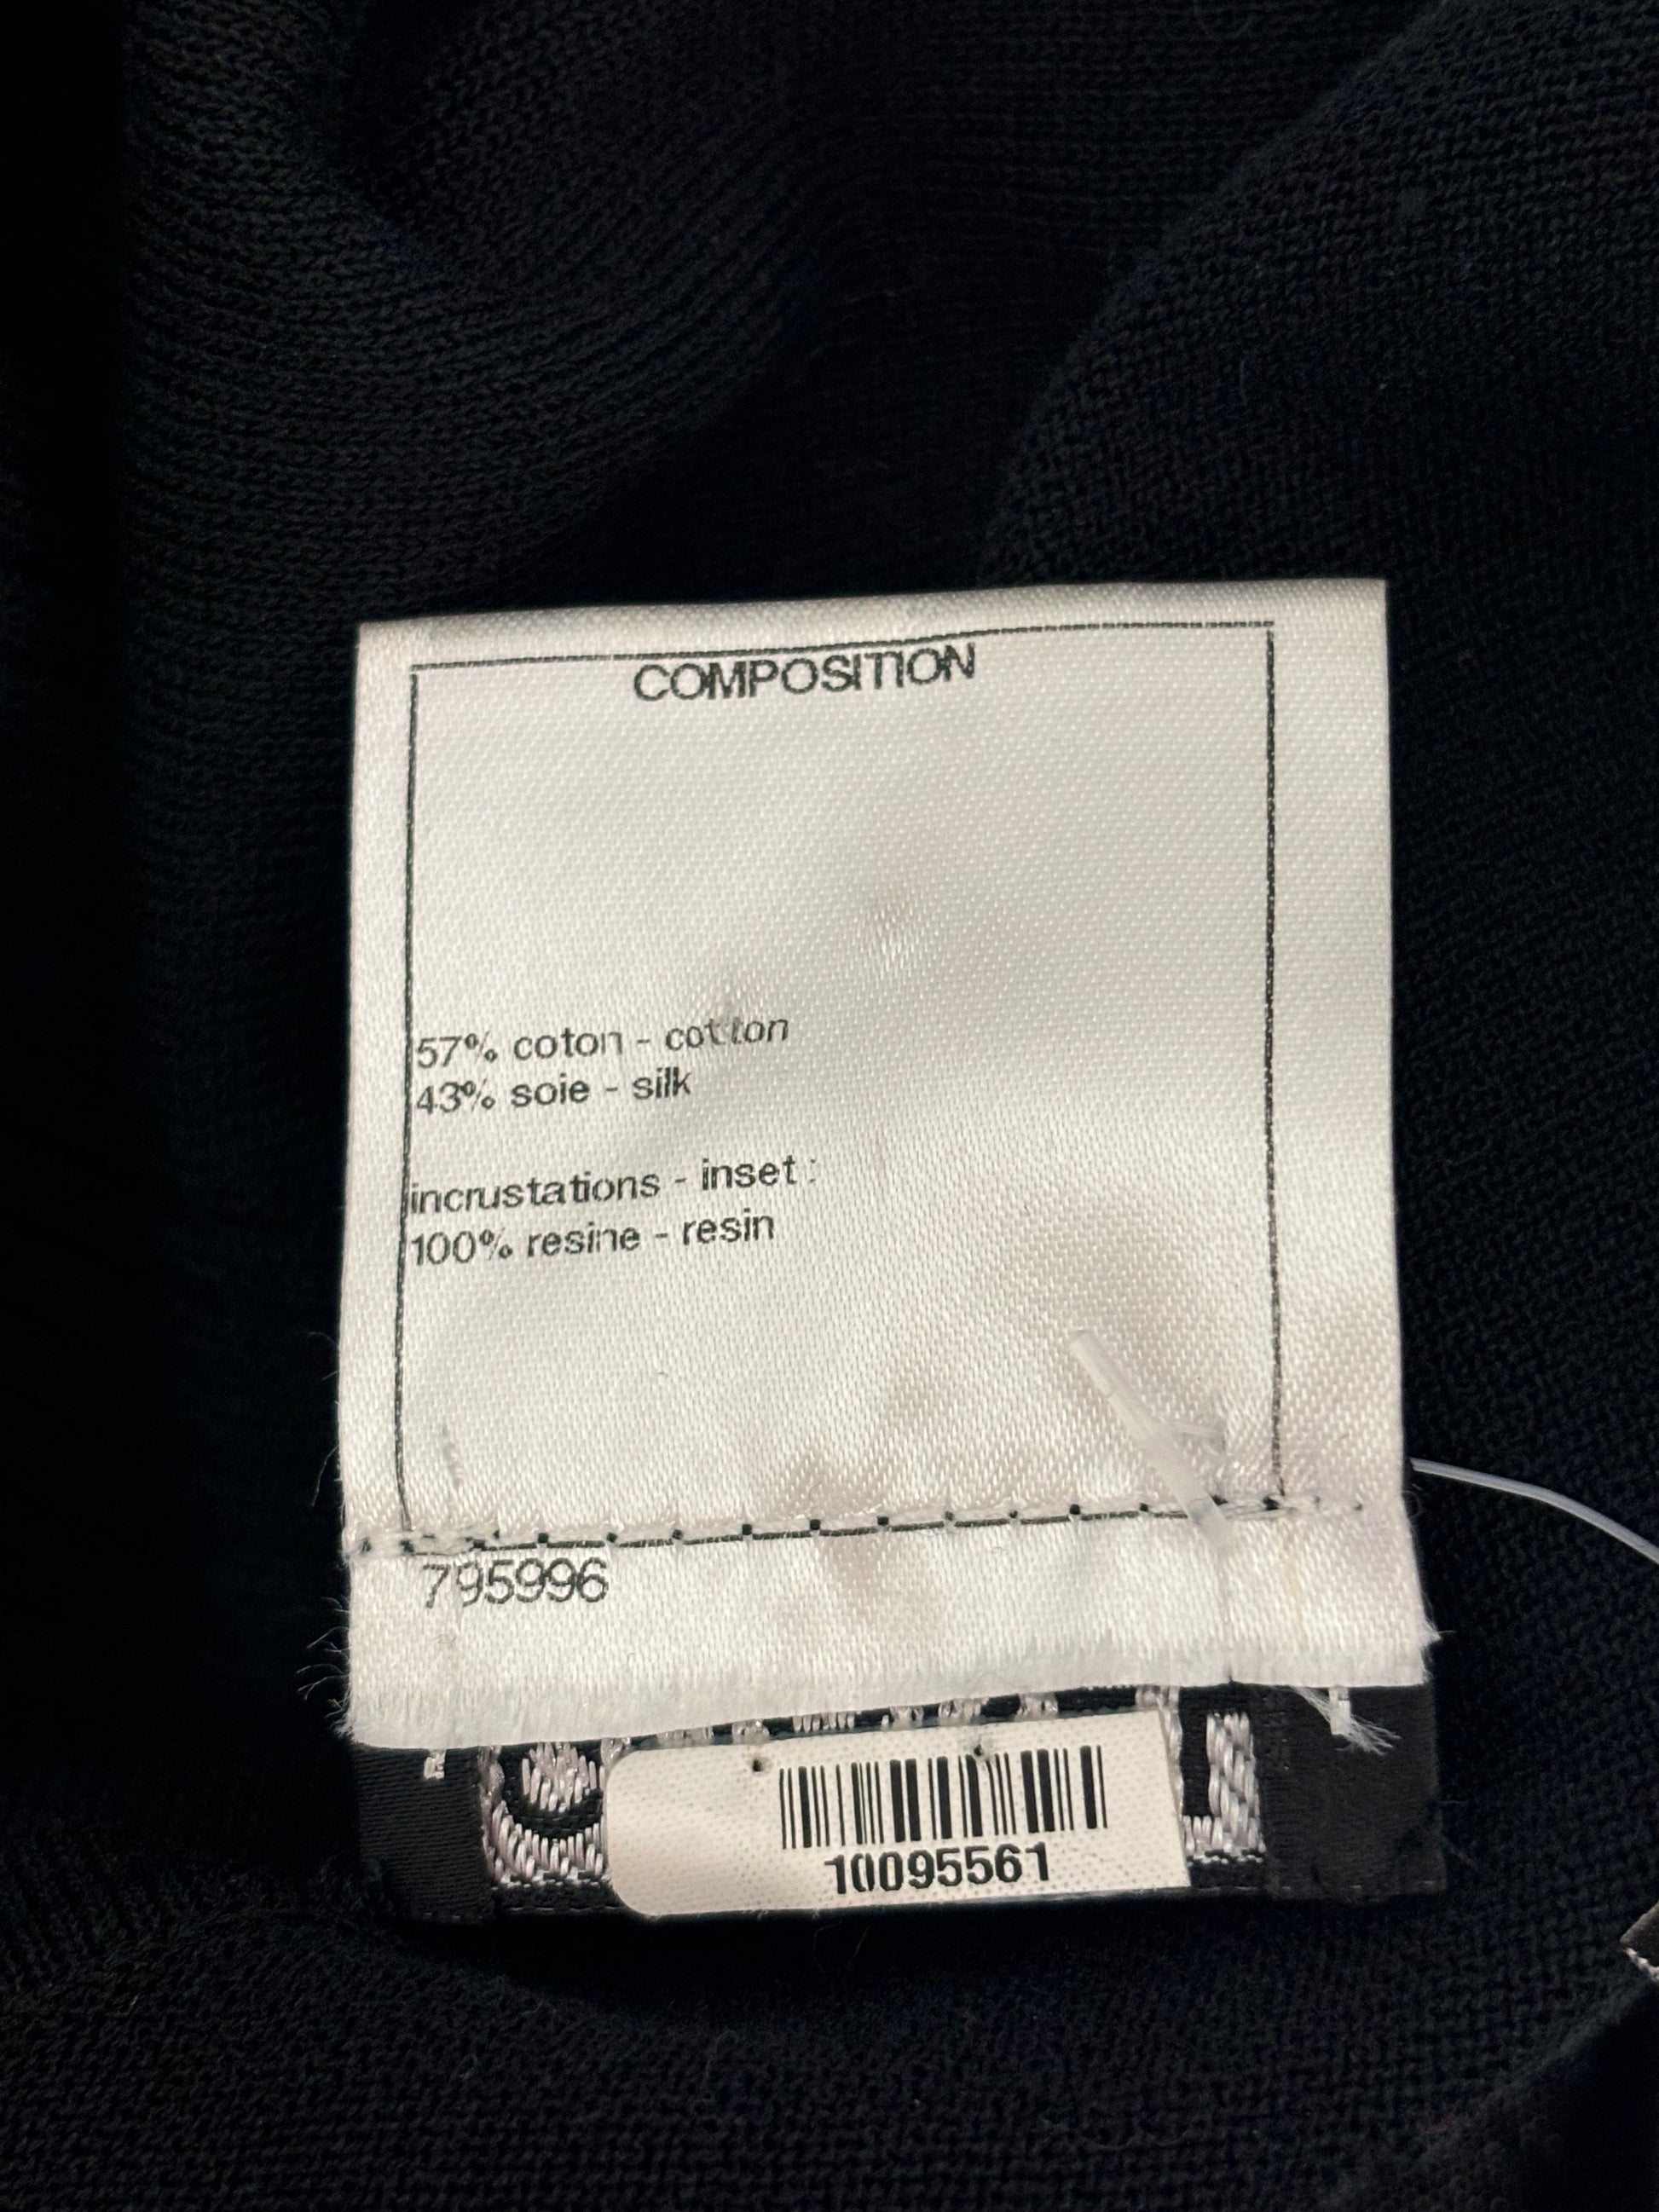 COMPOSITION
57% coton - cotton
43% soie - silk
incrustations - inset :
100% resine - resin
795996
10095561